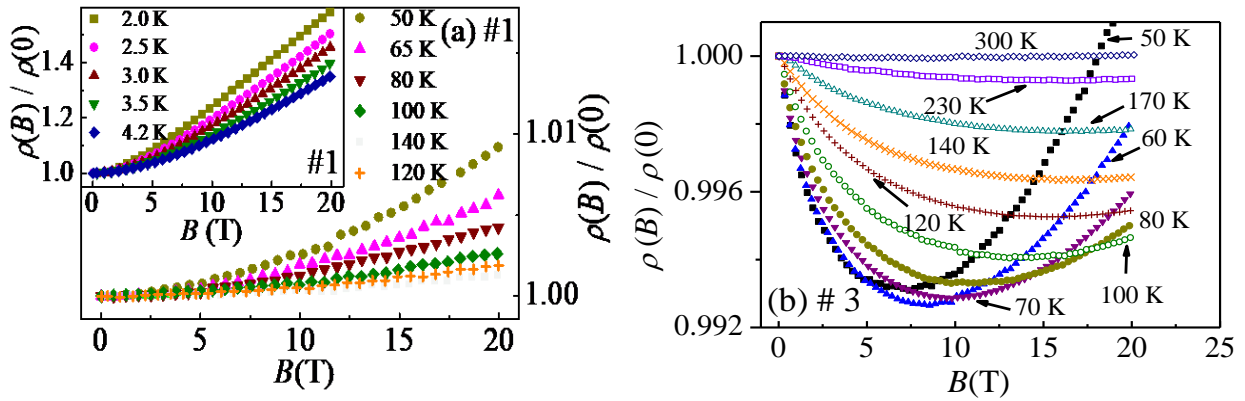 ρ(B) / ρ(0)
1.4
1.2
1.0
2.0 K
2.5 K
3.0 K
3.5 K
4.2 K
#1
0 5 10 15 20
B (T)
50 K
65 K
80 K
100 K
140 K
120 K
(a) #1
1.01
1.00
ρ(B) / ρ(0)
0 5 10 15 20
B(T)
ρ (B) / ρ (0)
1.000
0.996
0.992
300 K
50 K
230 K
170 K
60 K
140 K
120 K
80 K
100 K
70 K
(b) # 3
0 5 10 15 20 25
B(T)